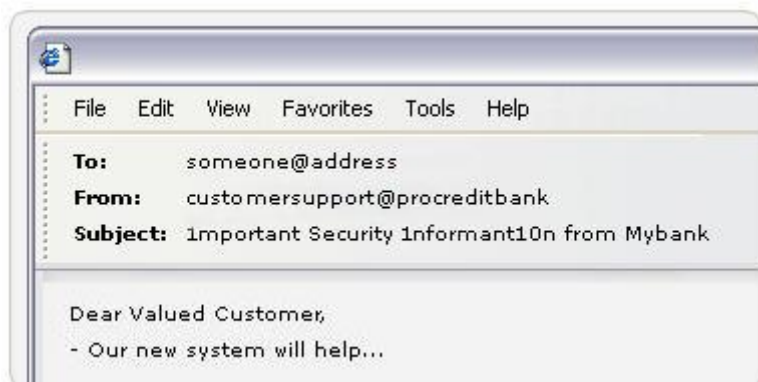 File Edit View Favorites Tools Help
To: someone@address
From: customersupport@procreditbank
Subject: 1mportant Security 1nformant10n from Mybank
Dear Valued Customer,
- Our new system will help...